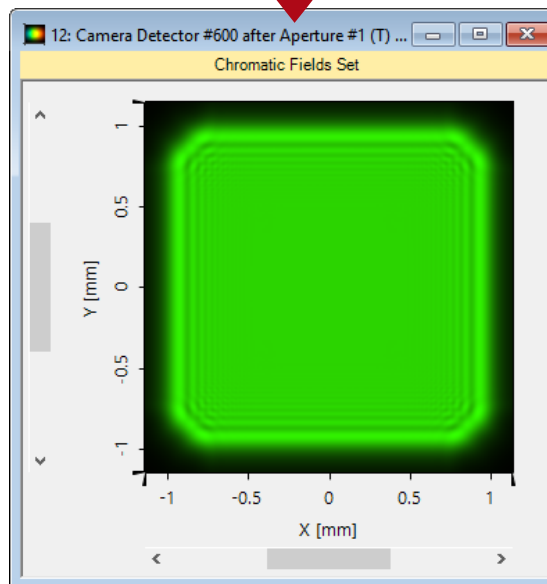 12: Camera Detector #600 after Aperture #1 (T) ...
Chromatic Fields Set
1
0.5
0
-0.5
-1
Y [mm]
-1 -0.5 0 0.5 1
X [mm]